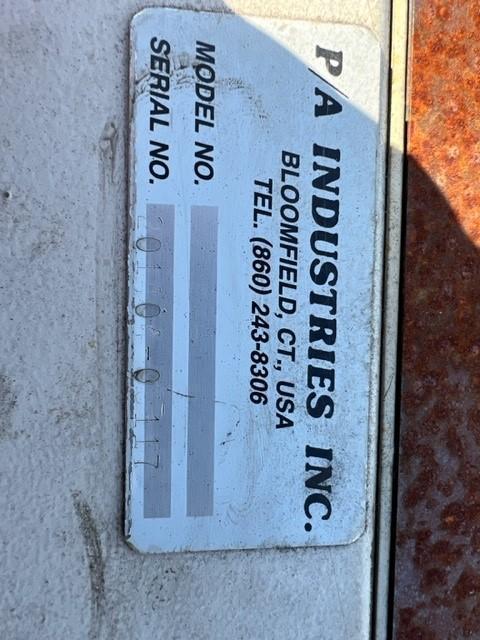 P/A INDUSTRIES INC.
BLOOMFIELD, CT., USA
TEL. (860) 243-8306
MODEL NO.
SERIAL NO.